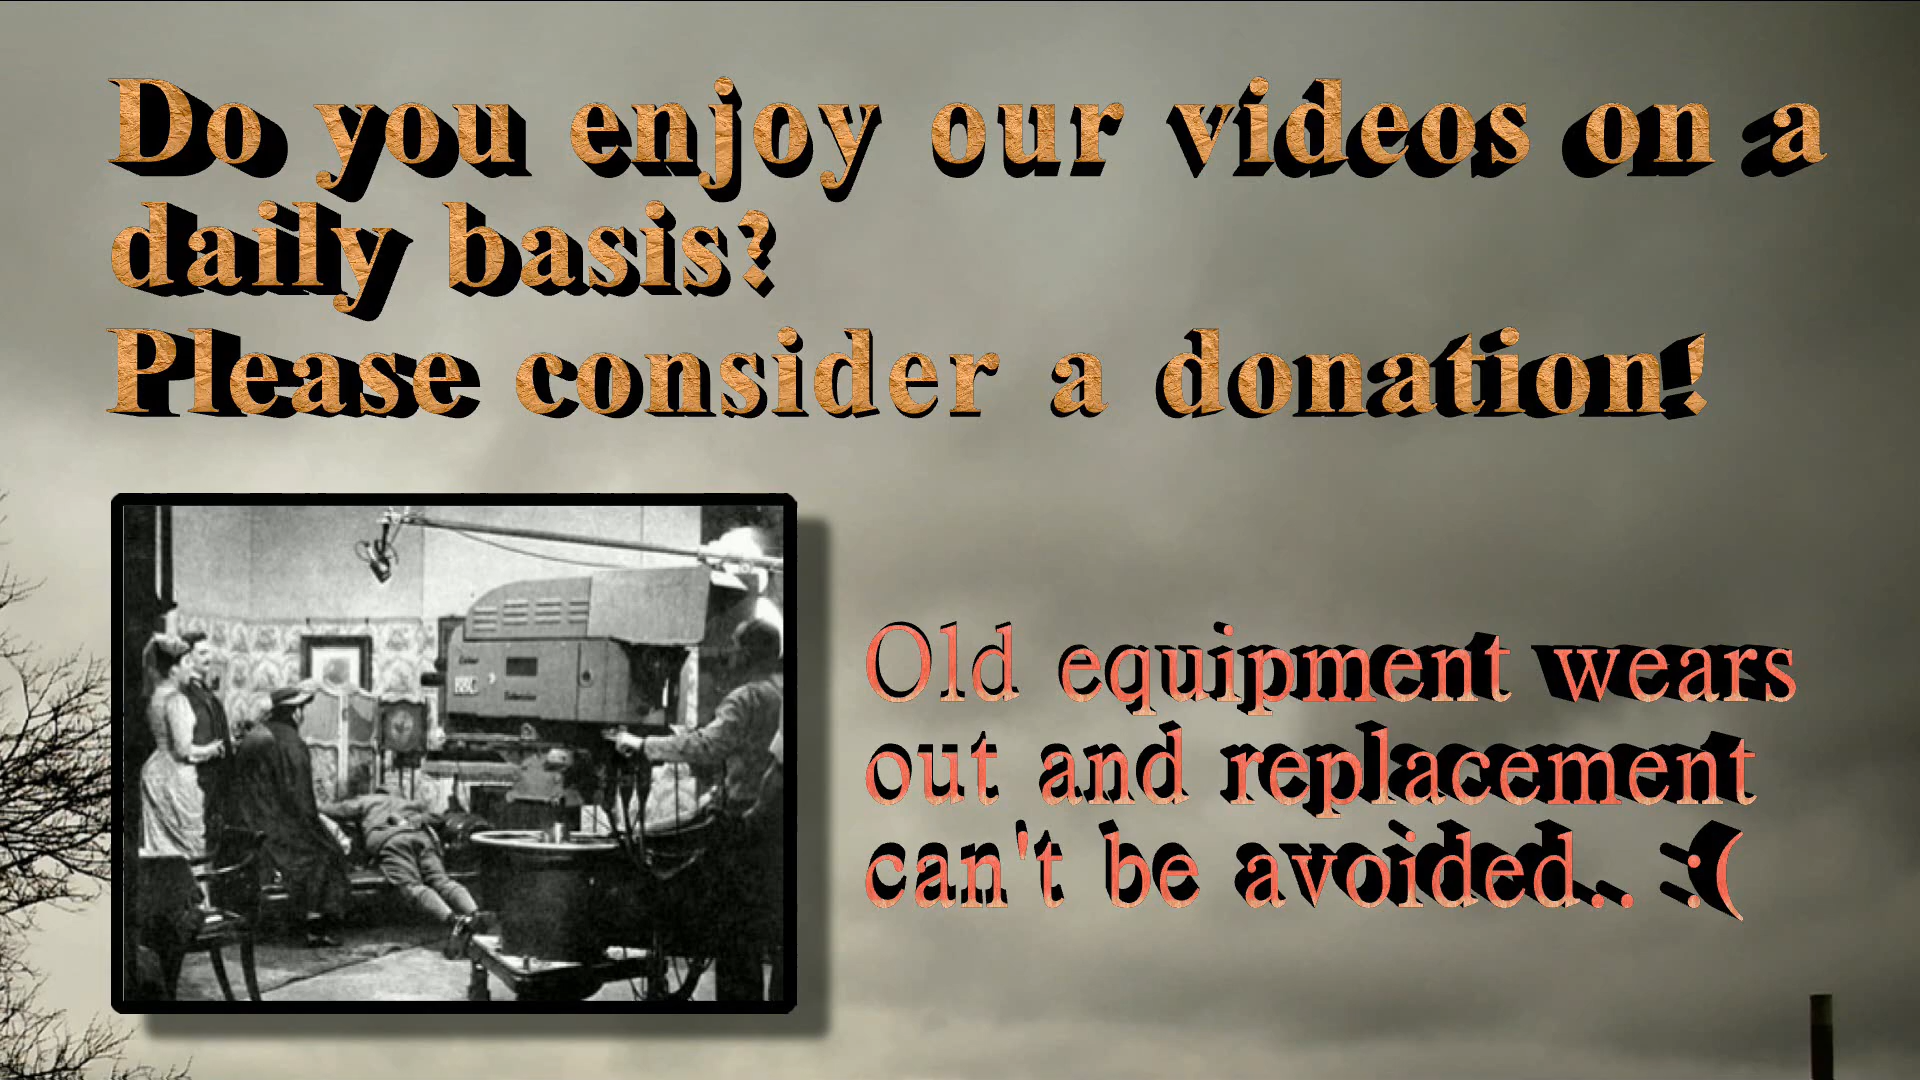 Do you enjoy our videos on a
daily basis?
Please consider a donation!
Old equipment wears
out and replacement
can't be avoided.. :(
BBC